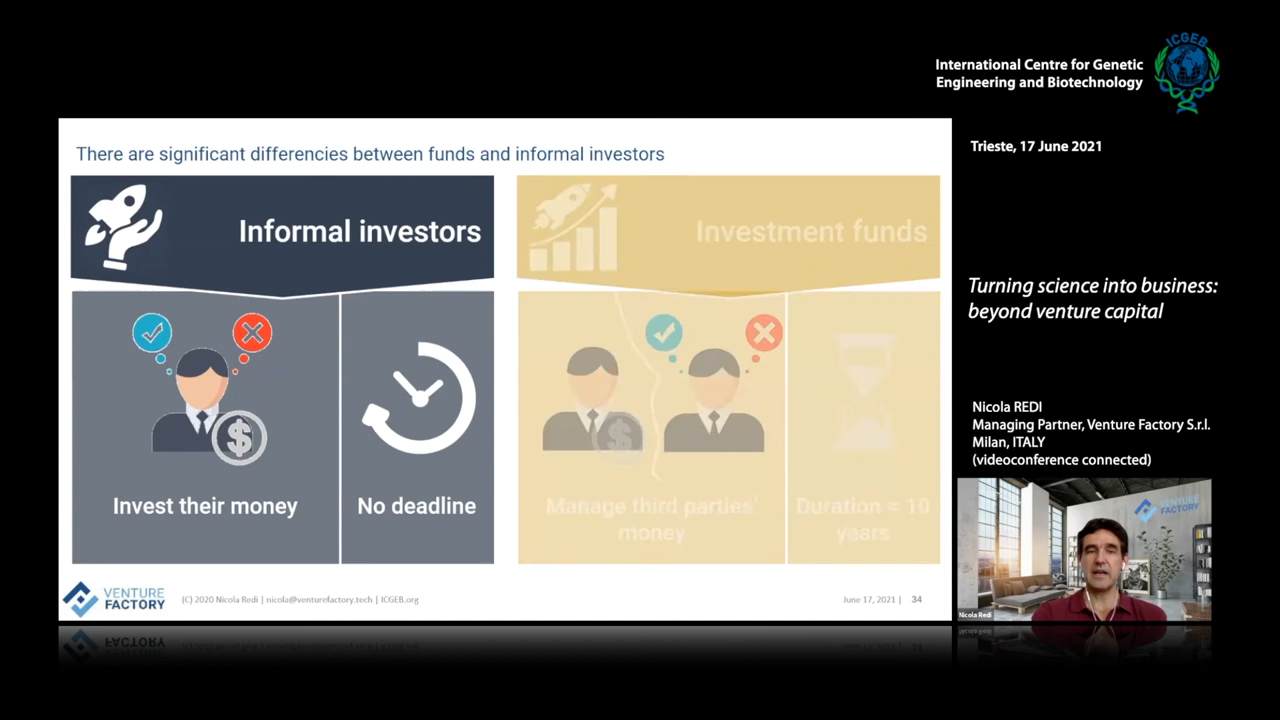 International Centre for Genetic
Engineering and Biotechnology
ICGEB
Trieste, 17 June 2021
There are significant differencies between funds and informal investors
Informal investors
Investment funds
Invest their money
No deadline
Manage third parties'
money
Duration ≈ 10
years
Turning science into business:
beyond venture capital
Nicola REDI
Managing Partner, Venture Factory S.r.l.
Milan, ITALY
(videoconference connected)
VENTURE
FACTORY
Nicola Redi
VENTURE
FACTORY
(C) 2020 Nicola Redi | nicola@venturefactory.tech | ICGEB.org
June 17, 2021 | 34